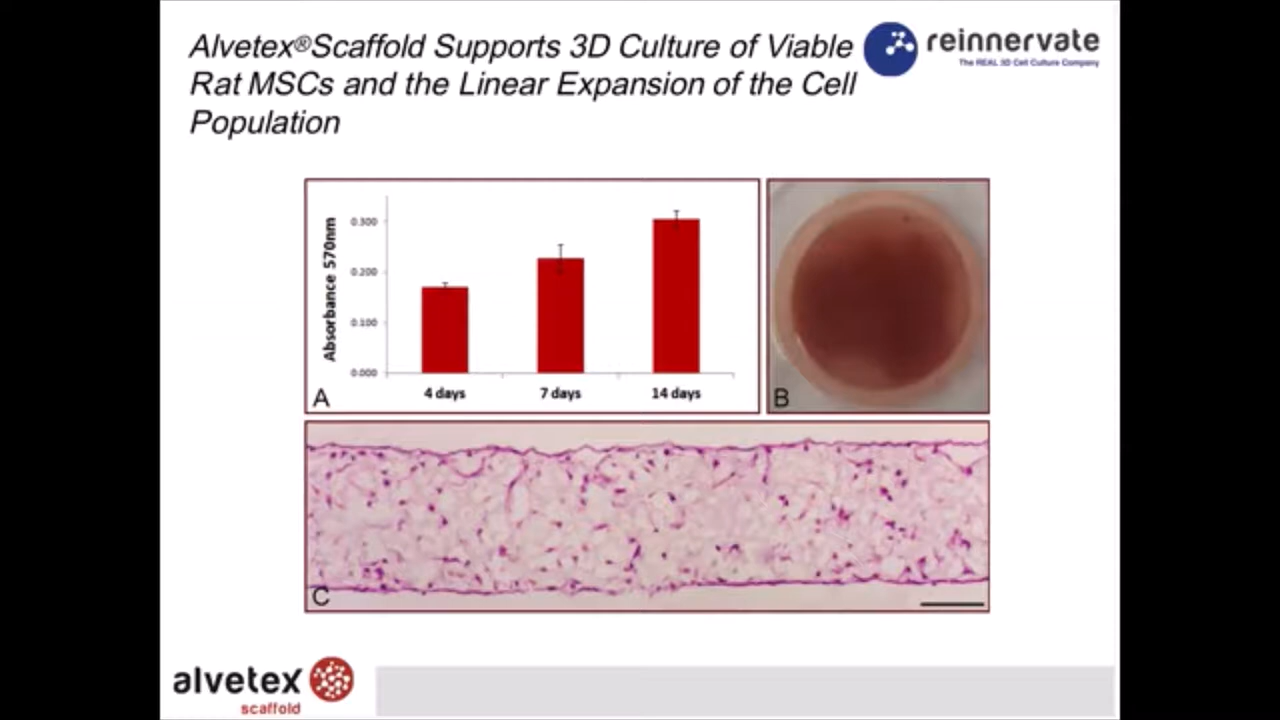 Alvetex®Scaffold Supports 3D Culture of Viable
Rat MSCs and the Linear Expansion of the Cell
Population
reinnervate
The REAL 3D Cell Culture Company
Absorbance 570nm
0.300
0.200
0.100
0.000
4 days
7 days
14 days
A
B
C
alvetex
scaffold